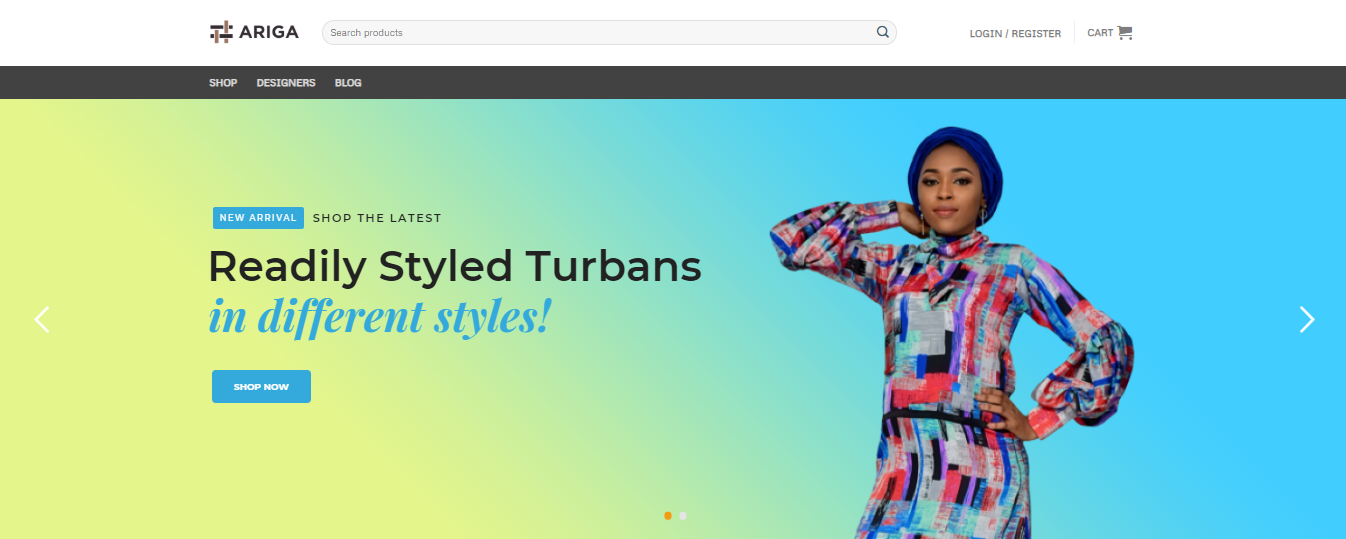 ARIGA
Search products
LOGIN / REGISTER
CART
SHOP
DESIGNERS
BLOG
NEW ARRIVAL
SHOP THE LATEST
Readily Styled Turbans
in different styles!
SHOP NOW